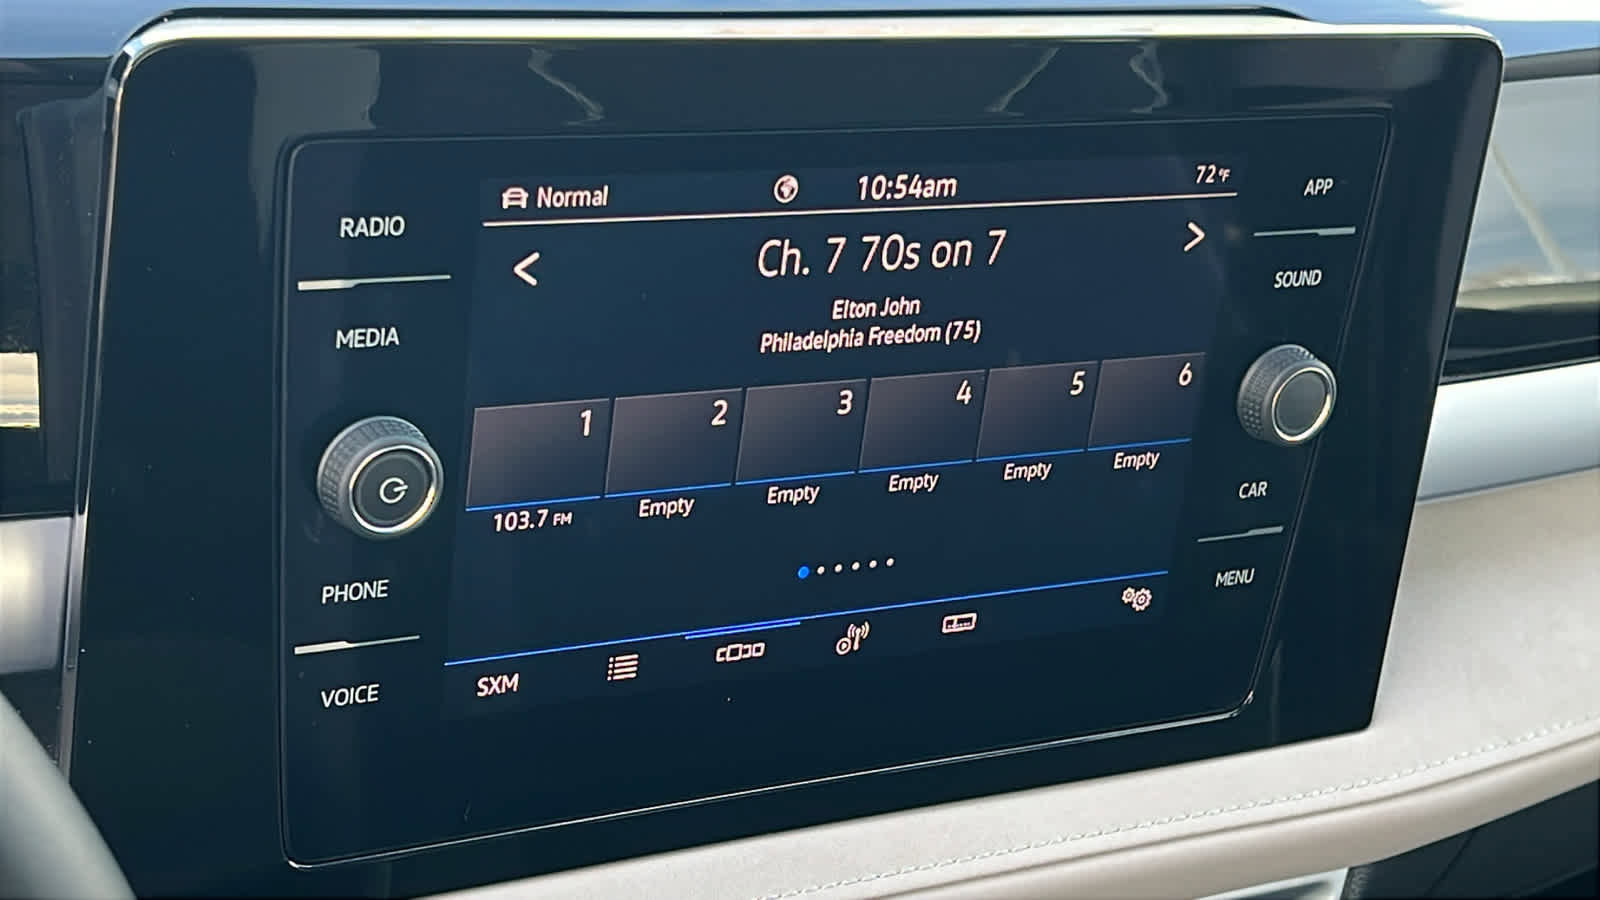 Normal 10:54am 72°F
RADIO
APP
Ch. 7 70s on 7
SOUND
MEDIA
Elton John
Philadelphia Freedom (75)
1 2 3 4 5 6
103.7 FM Empty Empty Empty Empty Empty
CAR
PHONE
MENU
SXM
VOICE